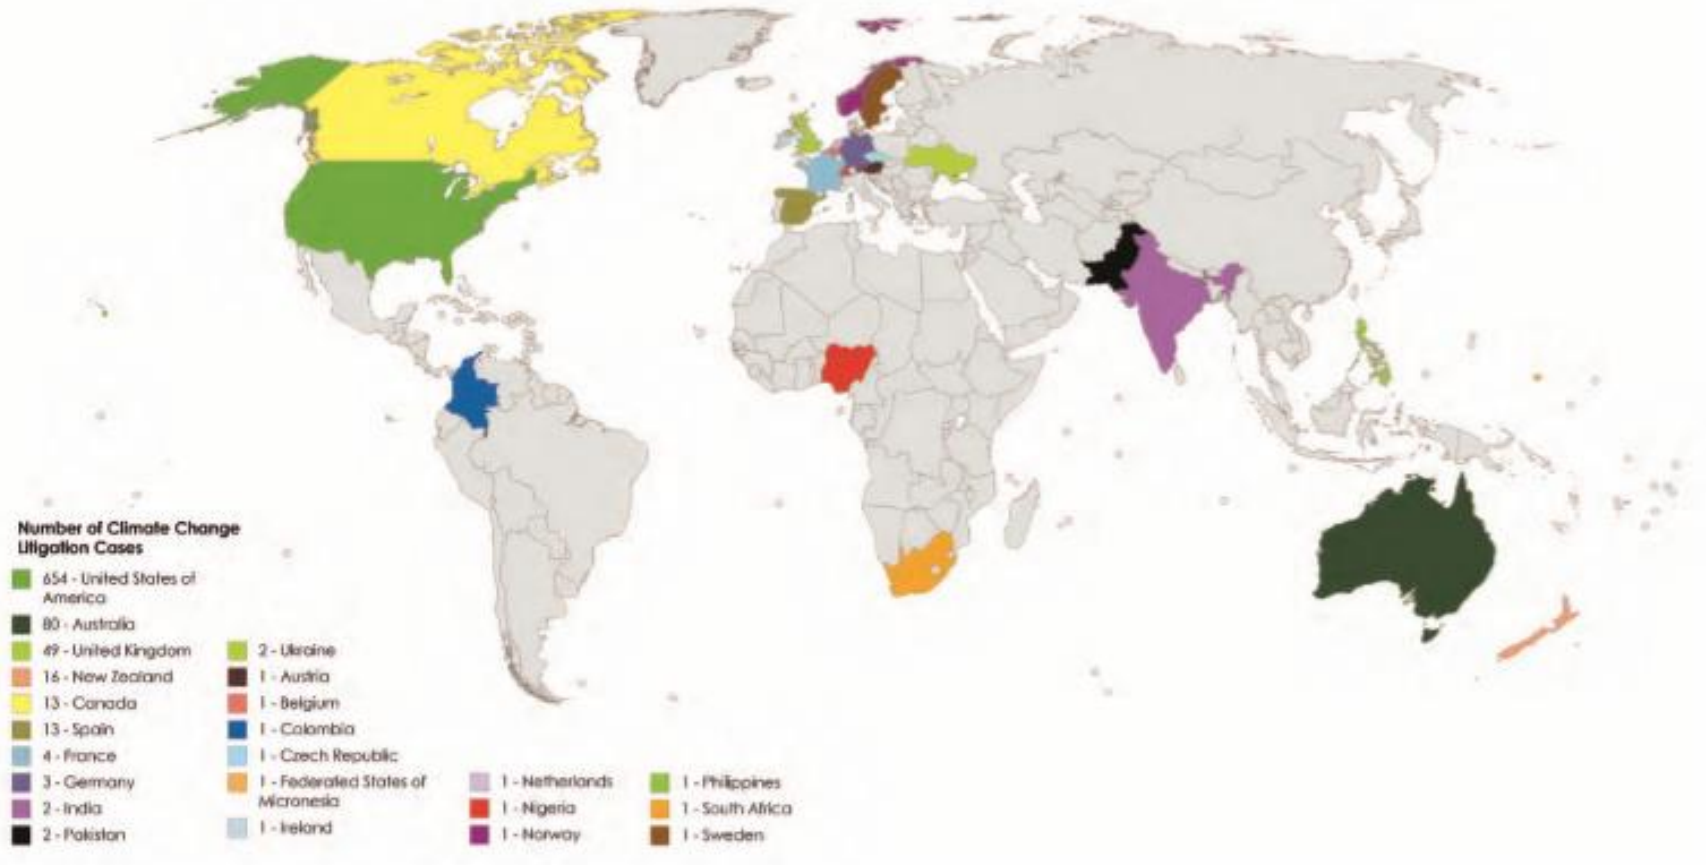 Number of Climate Change
Litigation Cases
654 - United States of
America
80 - Australia
49 - United Kingdom
16 - New Zealand
13 - Canada
13 - Spain
4 - France
3 - Germany
2 - India
2 - Pakistan
2 - Ukraine
1 - Austria
1 - Belgium
1 - Colombia
1 - Czech Republic
1 - Federated States of
Micronesia
1 - Ireland
1 - Netherlands
1 - Nigeria
1 - Norway
1 - Philippines
1 - South Africa
1 - Sweden